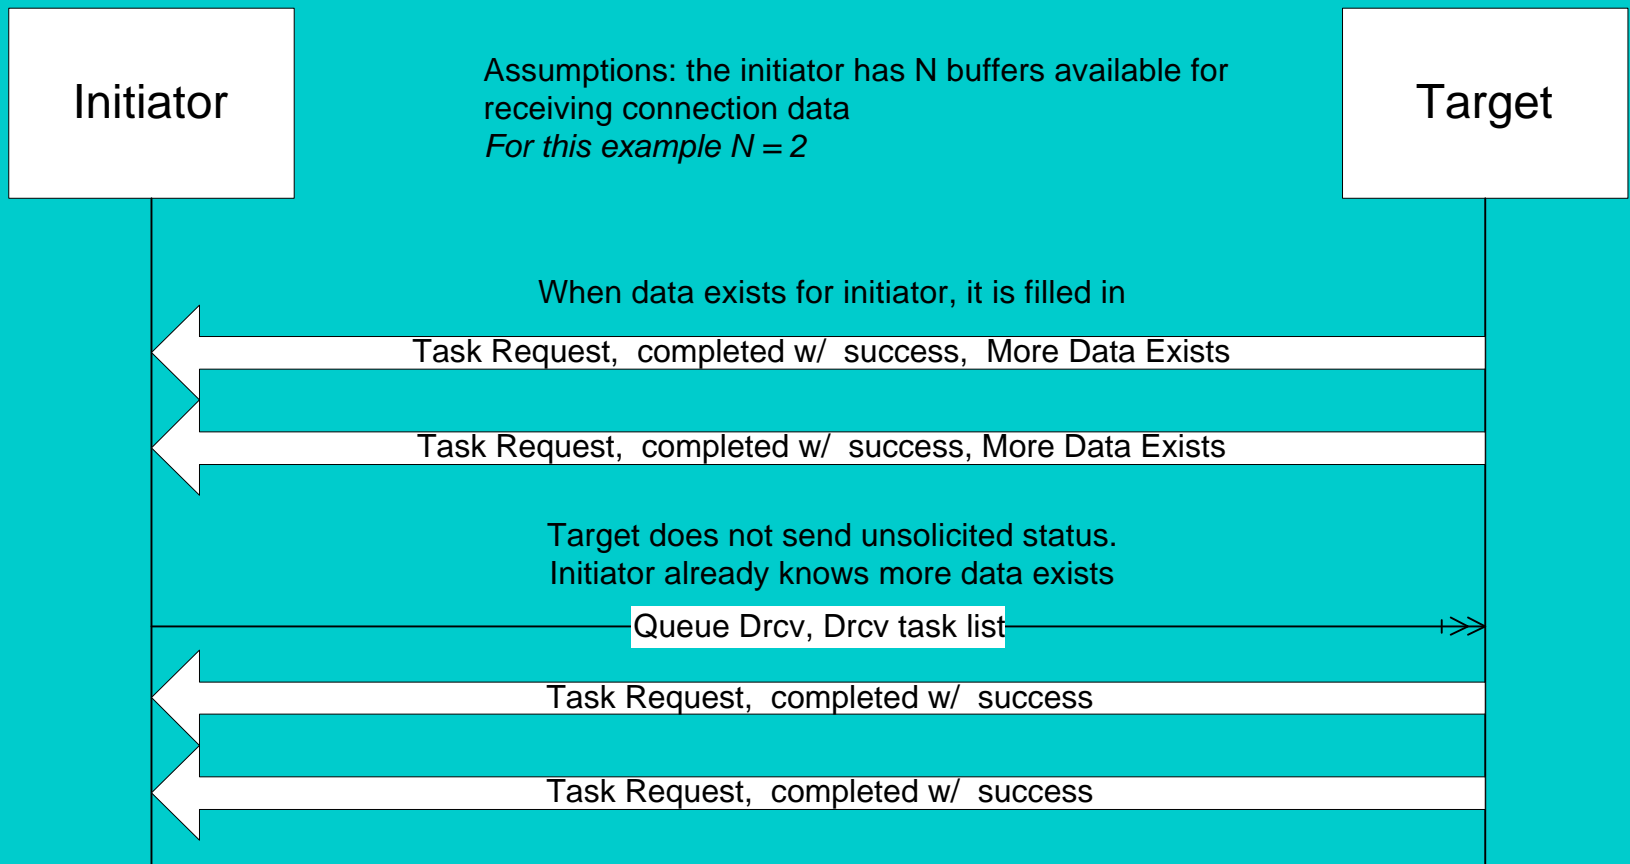 Initiator
Assumptions: the initiator has N buffers available for
receiving connection data
For this example N = 2
Target
When data exists for initiator, it is filled in
Task Request, completed w/ success, More Data Exists
Task Request, completed w/ success, More Data Exists
Target does not send unsolicited status.
Initiator already knows more data exists
Queue Drcv, Drcv task list
Task Request, completed w/ success
Task Request, completed w/ success